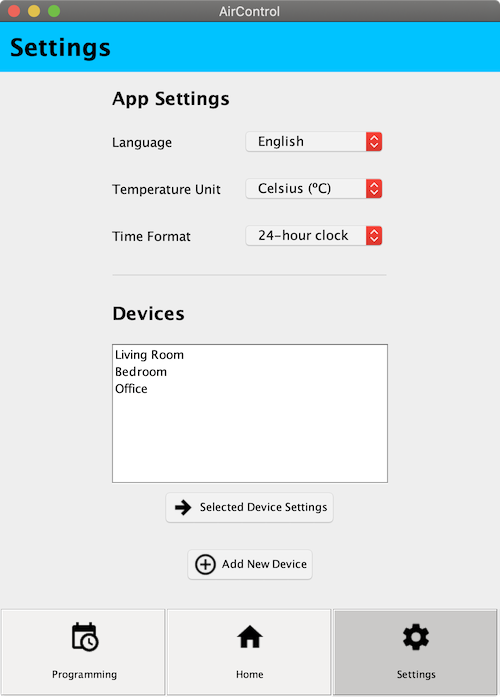 AirControl
Settings
App Settings
Language English
Temperature Unit Celsius (ºC)
Time Format 24-hour clock
Devices
Living Room
Bedroom
Office
Selected Device Settings
Add New Device
Programming Home Settings